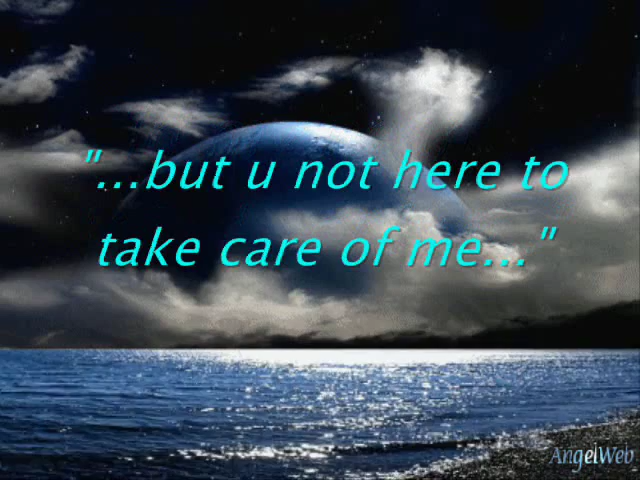 "...but u not here to
take care of me..."
AngelWeb